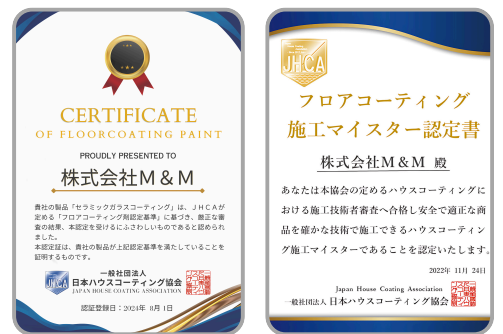 CERTIFICATE
OF FLOORCOATING PAINT
PROUDLY PRESENTED TO
株式会社M&M
貴社の製品「セラミックガラスコーティング」は、JHCAが
定める「フロアコーティング剤認定基準」に基づき、厳正な審
査の結果、本認定を受けるにふさわしいものであると認められ
ました。
本認定証は、貴社の製品が上記認定基準を満たしていることを
証明するものです。
JHCA
一般社団法人
日本ハウスコーティング協会
JAPAN HOUSE COATING ASSOCIATION
認証登録日：2024年 8月1日
JHCA
フロアコーティング
施工マイスター認定書
株式会社M&M 殿
あなたは本協会の定めるハウスコーティングに
おける施工技術者審査へ合格し安全で適正な商
品を確かな技術で施工できるハウスコーティン
グ施工マイスターであることを認定いたします。
2022年 11月 24日
Japan House Coating Association
一般社団法人 日本ハウスコーティング協会